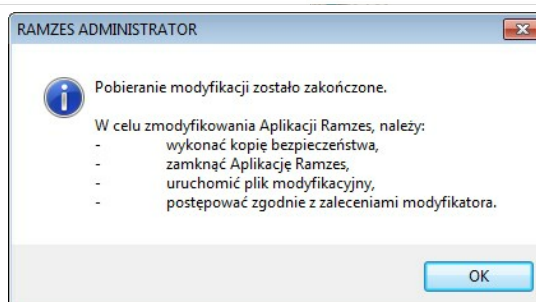 RAMZES ADMINISTRATOR
Pobieranie modyfikacji zostało zakończone.
W celu zmodyfikowania Aplikacji Ramzes, należy:
- wykonać kopię bezpieczeństwa,
- zamknąć Aplikację Ramzes,
- uruchomić plik modyfikacyjny,
- postępować zgodnie z zaleceniami modyfikatora.
OK